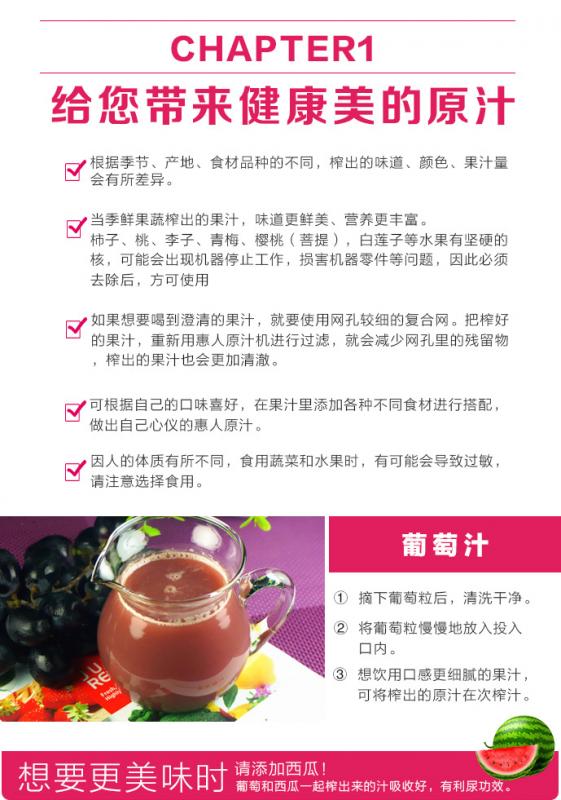 CHAPTER1
给您带来健康美的原汁
根据季节、产地、食材品种的不同，榨出的味道、颜色、果汁量
会有所差异。
当季鲜果蔬榨出的果汁，味道更鲜美、营养更丰富。
柿子、桃、李子、青梅、樱桃（菩提），白莲子等水果有坚硬的
核，可能会出现机器停止工作，损害机器零件等问题，因此必须
去除后，方可使用
如果想要喝到澄清的果汁，就要使用网孔较细的复合网。把榨好
的果汁，重新用惠人原汁机进行过滤，就会减少网孔里的残留物
，榨出的果汁也会更加清澈。
可根据自己的口味喜好，在果汁里添加各种不同食材进行搭配，
做出自己心仪的惠人原汁。
因人的体质有所不同，食用蔬菜和水果时，有可能会导致过敏，
请注意选择食用。
葡萄汁
① 摘下葡萄粒后，清洗干净。
② 将葡萄粒慢慢地放入投入
口内。
③ 想饮用口感更细腻的果汁，
可将榨出的原汁在次榨汁。
想要更美味时 请添加西瓜！
葡萄和西瓜一起榨出来的汁吸收好，有利尿功效。